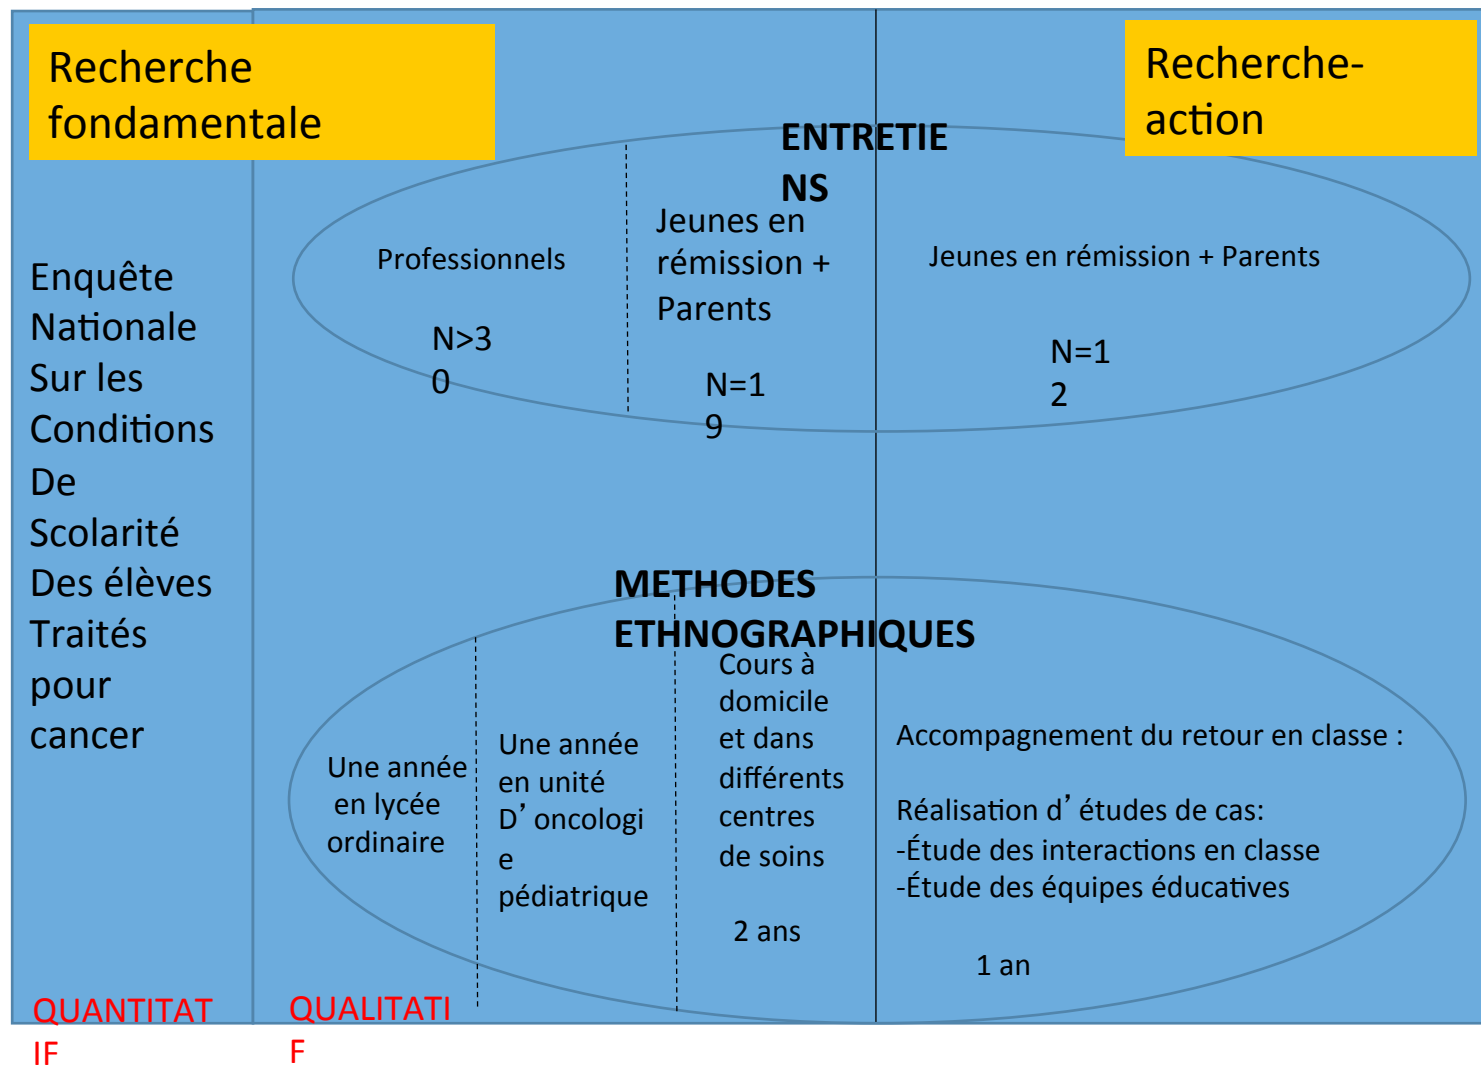 Recherche
fondamentale
Recherche-
action
Enquête
Nationale
Sur les
Conditions
De
Scolarité
Des élèves
Traités
pour
cancer
ENTRETIE
NS
Professionnels
N>3
0
Jeunes en
rémission +
Parents
N=1
9
Jeunes en rémission + Parents
N=1
2
METHODES
ETHNOGRAPHIQUES
Une année
en lycée
ordinaire
Une année
en unité
D’oncologi
e
pédiatrique
Cours à
domicile
et dans
différents
centres
de soins
2 ans
Accompagnement du retour en classe :
Réalisation d’études de cas:
-Étude des interactions en classe
-Étude des équipes éducatives
1 an
QUANTITAT
IF
QUALITATI
F